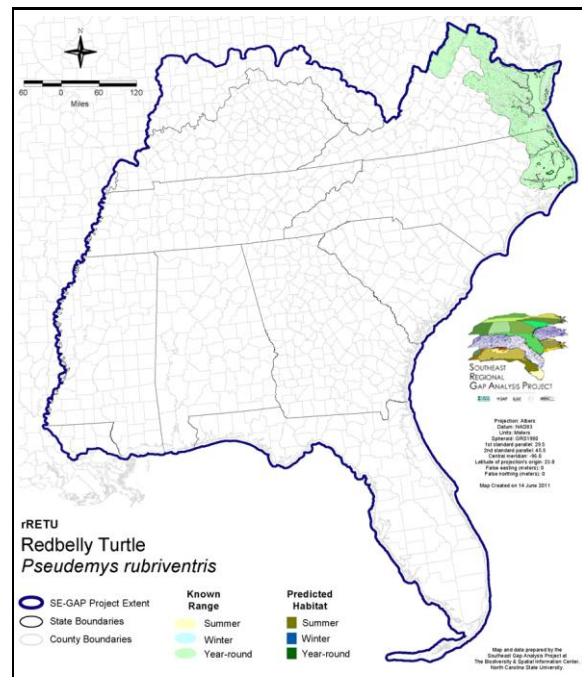 N
60 0 60 120
Miles
SOUTHEAST
REGIONAL
GAP ANALYSIS PROJECT
Projection: Albers
Datum: NAD83
Units: Meters
Spheroid: GRS1980
1st standard parallel: 29.5
2nd standard parallel: 45.5
Central meridian: -96.0
Latitude of projection's origin: 23.0
False easting (meters): 0
False northing (meters): 0
Map Created on 14 June 2011
rRETU
Redbelly Turtle
Pseudemys rubriventris
SE-GAP Project Extent
State Boundaries
County Boundaries
Known
Range
Summer
Winter
Year-round
Predicted
Habitat
Summer
Winter
Year-round
Map and data prepared by the
Southeast Gap Analysis Project at
The Biodiversity & Spatial Information Center,
North Carolina State University.